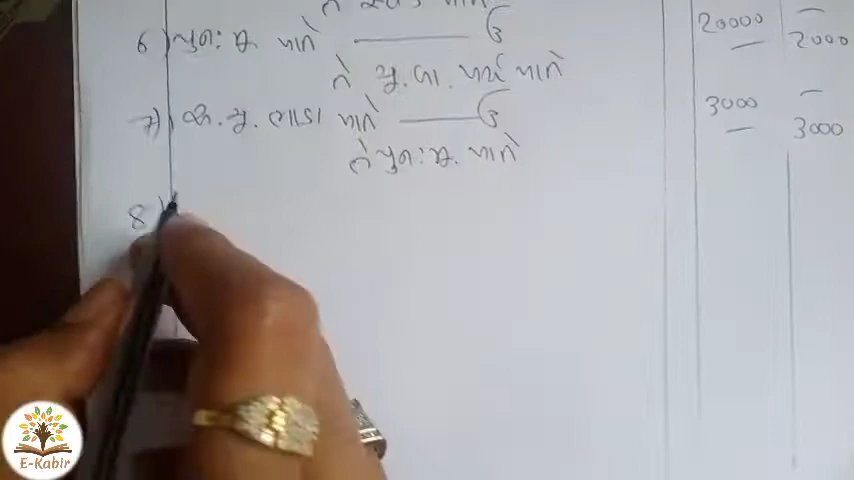 તે ખાતે
6) પુનઃ મૂ. ખાતે ——— ઉ 20000 —
તે મૂ. વા. ખર્ચ ખાતે — 2000
7) ક. મૂ. ભાડા ખાતે ——— ઉ 3000 —
તે પુનઃ મૂ. ખાતે — 3000
8)
E-Kabir